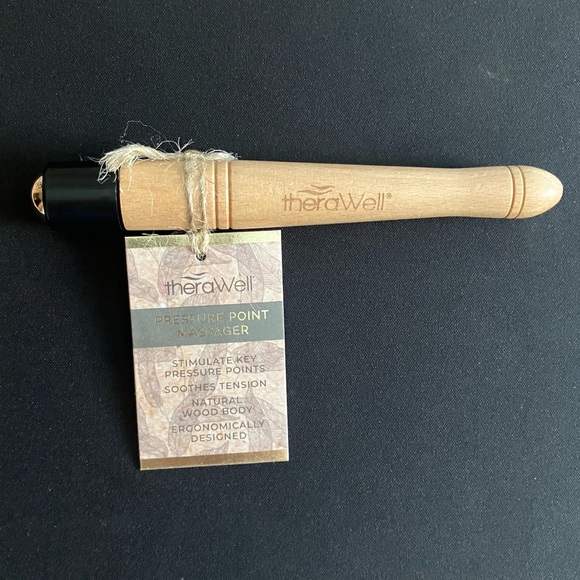 theraWell®
theraWell
PRESSURE POINT
MASSAGER
STIMULATE KEY
PRESSURE POINTS
SOOTHES TENSION
NATURAL
WOOD BODY
ERGONOMICALLY
DESIGNED